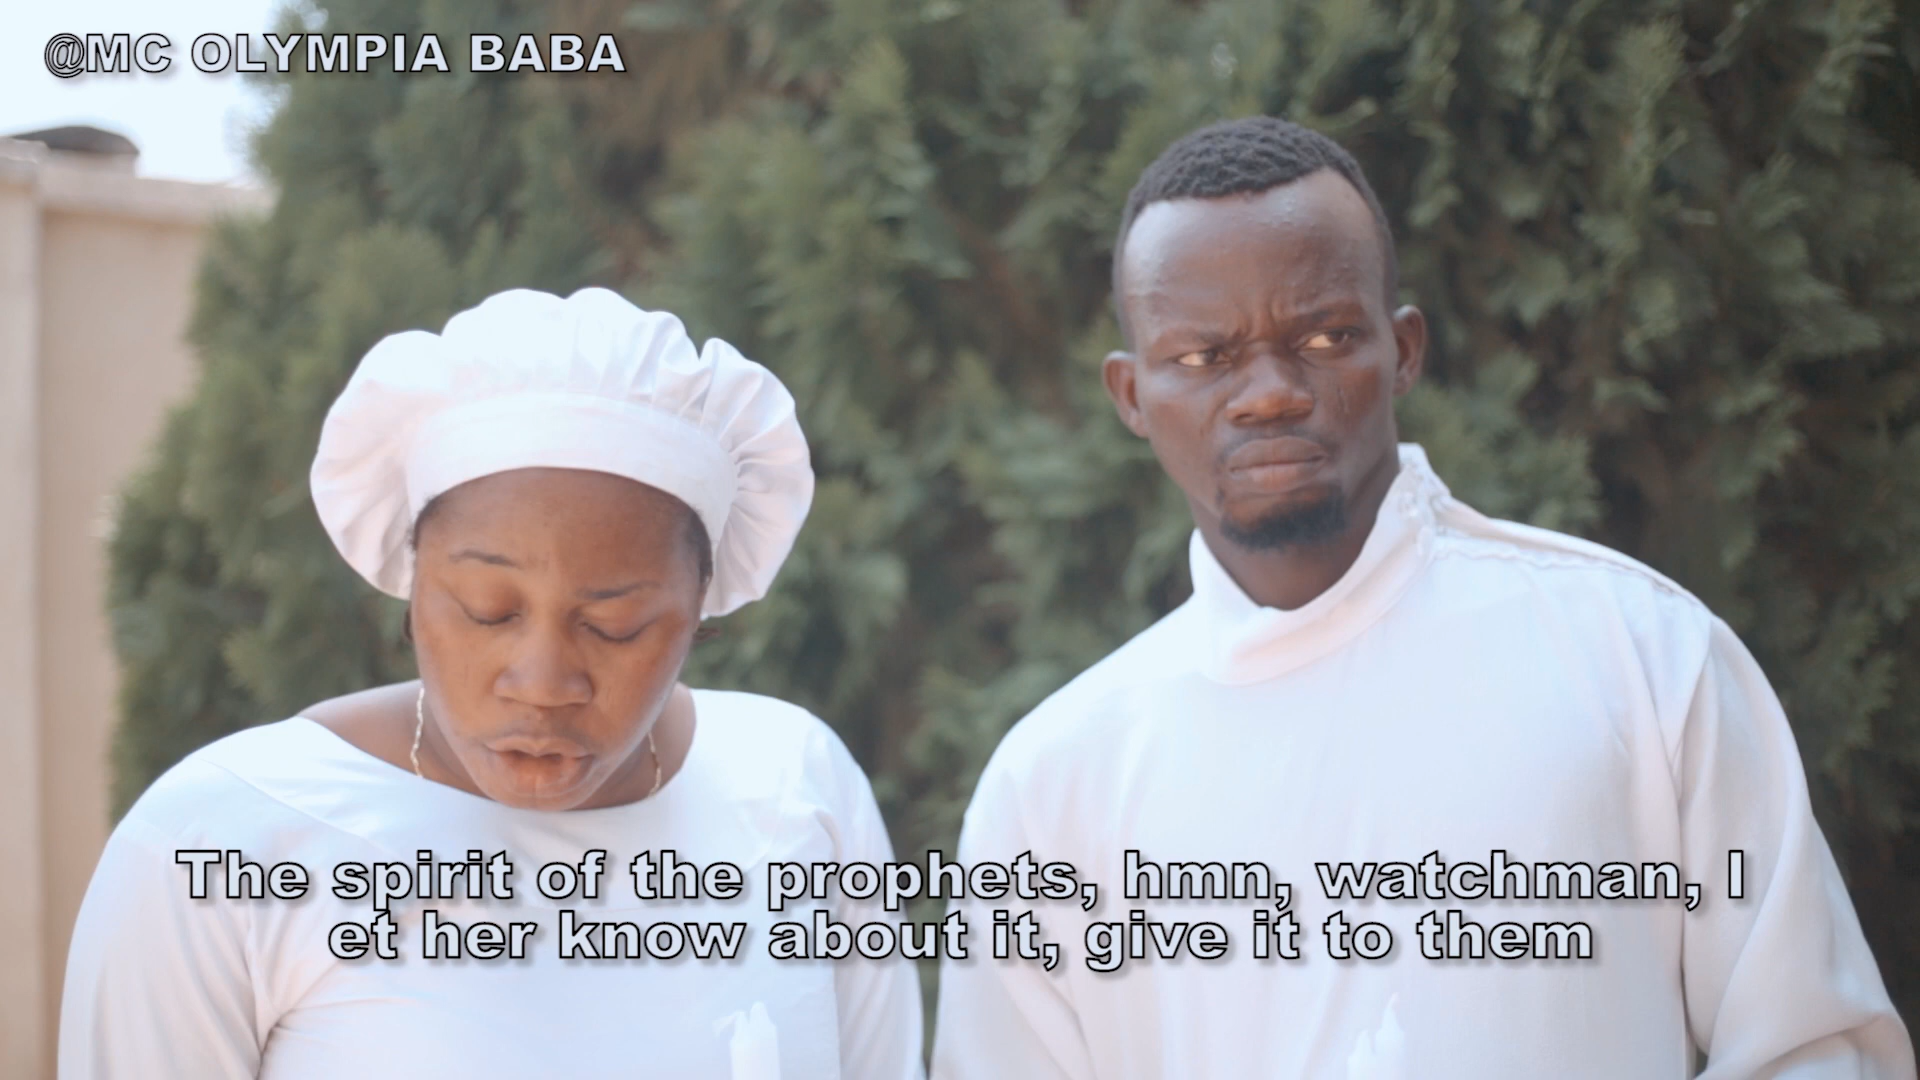 @MC OLYMPIA BABA
The spirit of the prophets, hmn, watchman, l
et her know about it, give it to them